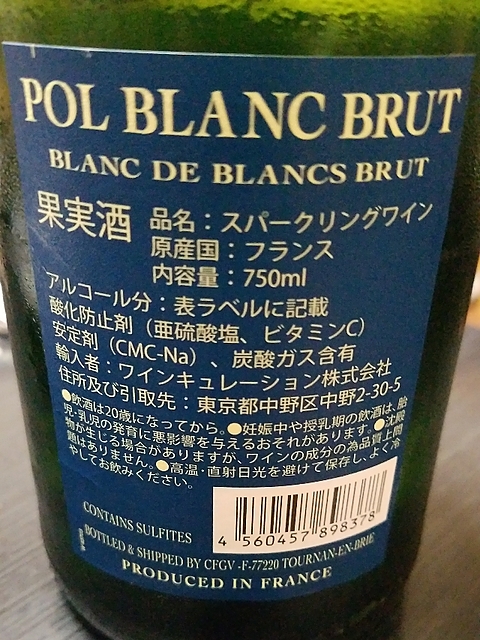 POL BLANC BRUT
BLANC DE BLANCS BRUT
果実酒
品名：スパークリングワイン
原産国：フランス
内容量：750ml
アルコール分：表ラベルに記載
酸化防止剤（亜硫酸塩、ビタミンC）
安定剤（CMC-Na）、炭酸ガス含有
輸入者：ワインキュレーション株式会社
住所及び引取先：東京都中野区中野2-30-5
●飲酒は20歳になってから。●妊娠中や授乳期の飲酒は、胎
児・乳児の発育に悪影響を与えるおそれがあります。●沈殿
物が生じる場合がありますが、ワインの成分の為品質上問
題はありません。●高温・直射日光を避けて保存し、よく冷
やしてお飲みください。
CONTAINS SULFITES
4 560457 898378
BOTTLED & SHIPPED BY CFGV -F-77220 TOURNAN-EN-BRIE
PRODUCED IN FRANCE